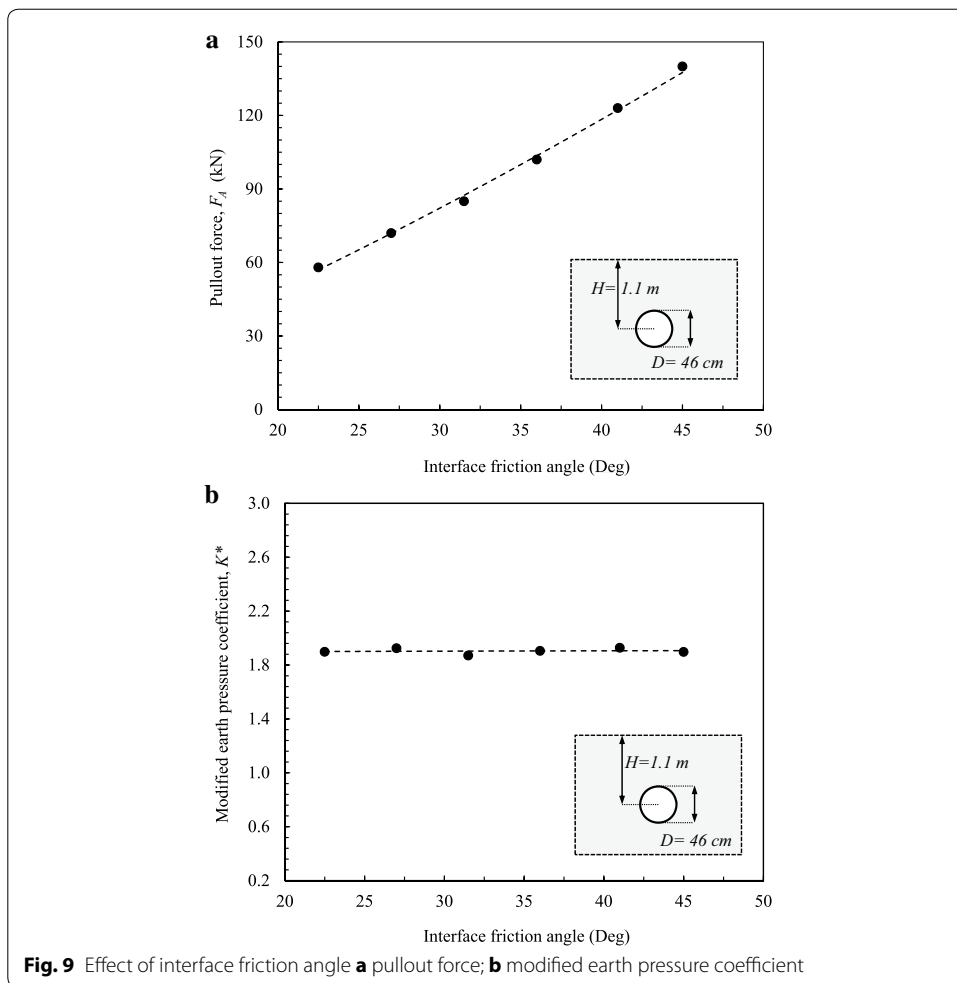 a
150
120
90
60
30
0
Pullout force, F_A (kN)
H= 1.1 m
D= 46 cm
20 25 30 35 40 45 50
Interface friction angle (Deg)
b
3.0
2.6
2.2
1.8
1.4
1.0
0.6
0.2
Modified earth pressure coefficient, K*
H=1.1 m
D= 46 cm
20 25 30 35 40 45 50
Interface friction angle (Deg)
Fig. 9 Effect of interface friction angle a pullout force; b modified earth pressure coefficient